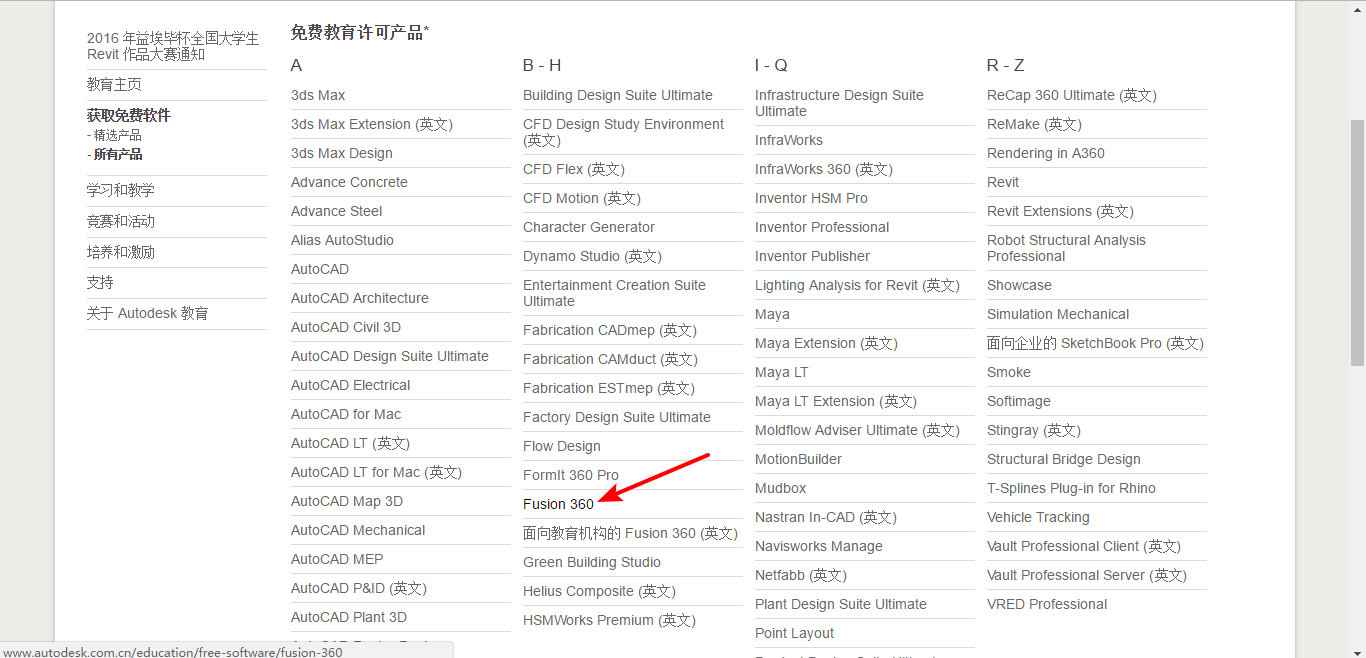 2016 年益埃毕杯全国大学生
Revit 作品大赛通知
教育主页
获取免费软件
- 精选产品
- 所有产品
学习和教学
竞赛和活动
培养和激励
支持
关于 Autodesk 教育
免费教育许可产品*
A
3ds Max
3ds Max Extension (英文)
3ds Max Design
Advance Concrete
Advance Steel
Alias AutoStudio
AutoCAD
AutoCAD Architecture
AutoCAD Civil 3D
AutoCAD Design Suite Ultimate
AutoCAD Electrical
AutoCAD for Mac
AutoCAD LT (英文)
AutoCAD LT for Mac (英文)
AutoCAD Map 3D
AutoCAD Mechanical
AutoCAD MEP
AutoCAD P&ID (英文)
AutoCAD Plant 3D
B - H
Building Design Suite Ultimate
CFD Design Study Environment
(英文)
CFD Flex (英文)
CFD Motion (英文)
Character Generator
Dynamo Studio (英文)
Entertainment Creation Suite
Ultimate
Fabrication CADmep (英文)
Fabrication CAMduct (英文)
Fabrication ESTmep (英文)
Factory Design Suite Ultimate
Flow Design
FormIt 360 Pro
Fusion 360
面向教育机构的 Fusion 360 (英文)
Green Building Studio
Helius Composite (英文)
HSMWorks Premium (英文)
I - Q
Infrastructure Design Suite
Ultimate
InfraWorks
InfraWorks 360 (英文)
Inventor HSM Pro
Inventor Professional
Inventor Publisher
Lighting Analysis for Revit (英文)
Maya
Maya Extension (英文)
Maya LT
Maya LT Extension (英文)
Moldflow Adviser Ultimate (英文)
MotionBuilder
Mudbox
Nastran In-CAD (英文)
Navisworks Manage
Netfabb (英文)
Plant Design Suite Ultimate
Point Layout
R - Z
ReCap 360 Ultimate (英文)
ReMake (英文)
Rendering in A360
Revit
Revit Extensions (英文)
Robot Structural Analysis
Professional
Showcase
Simulation Mechanical
面向企业的 SketchBook Pro (英文)
Smoke
Softimage
Stingray (英文)
Structural Bridge Design
T-Splines Plug-in for Rhino
Vehicle Tracking
Vault Professional Client (英文)
Vault Professional Server (英文)
VRED Professional
www.autodesk.com.cn/education/free-software/fusion-360